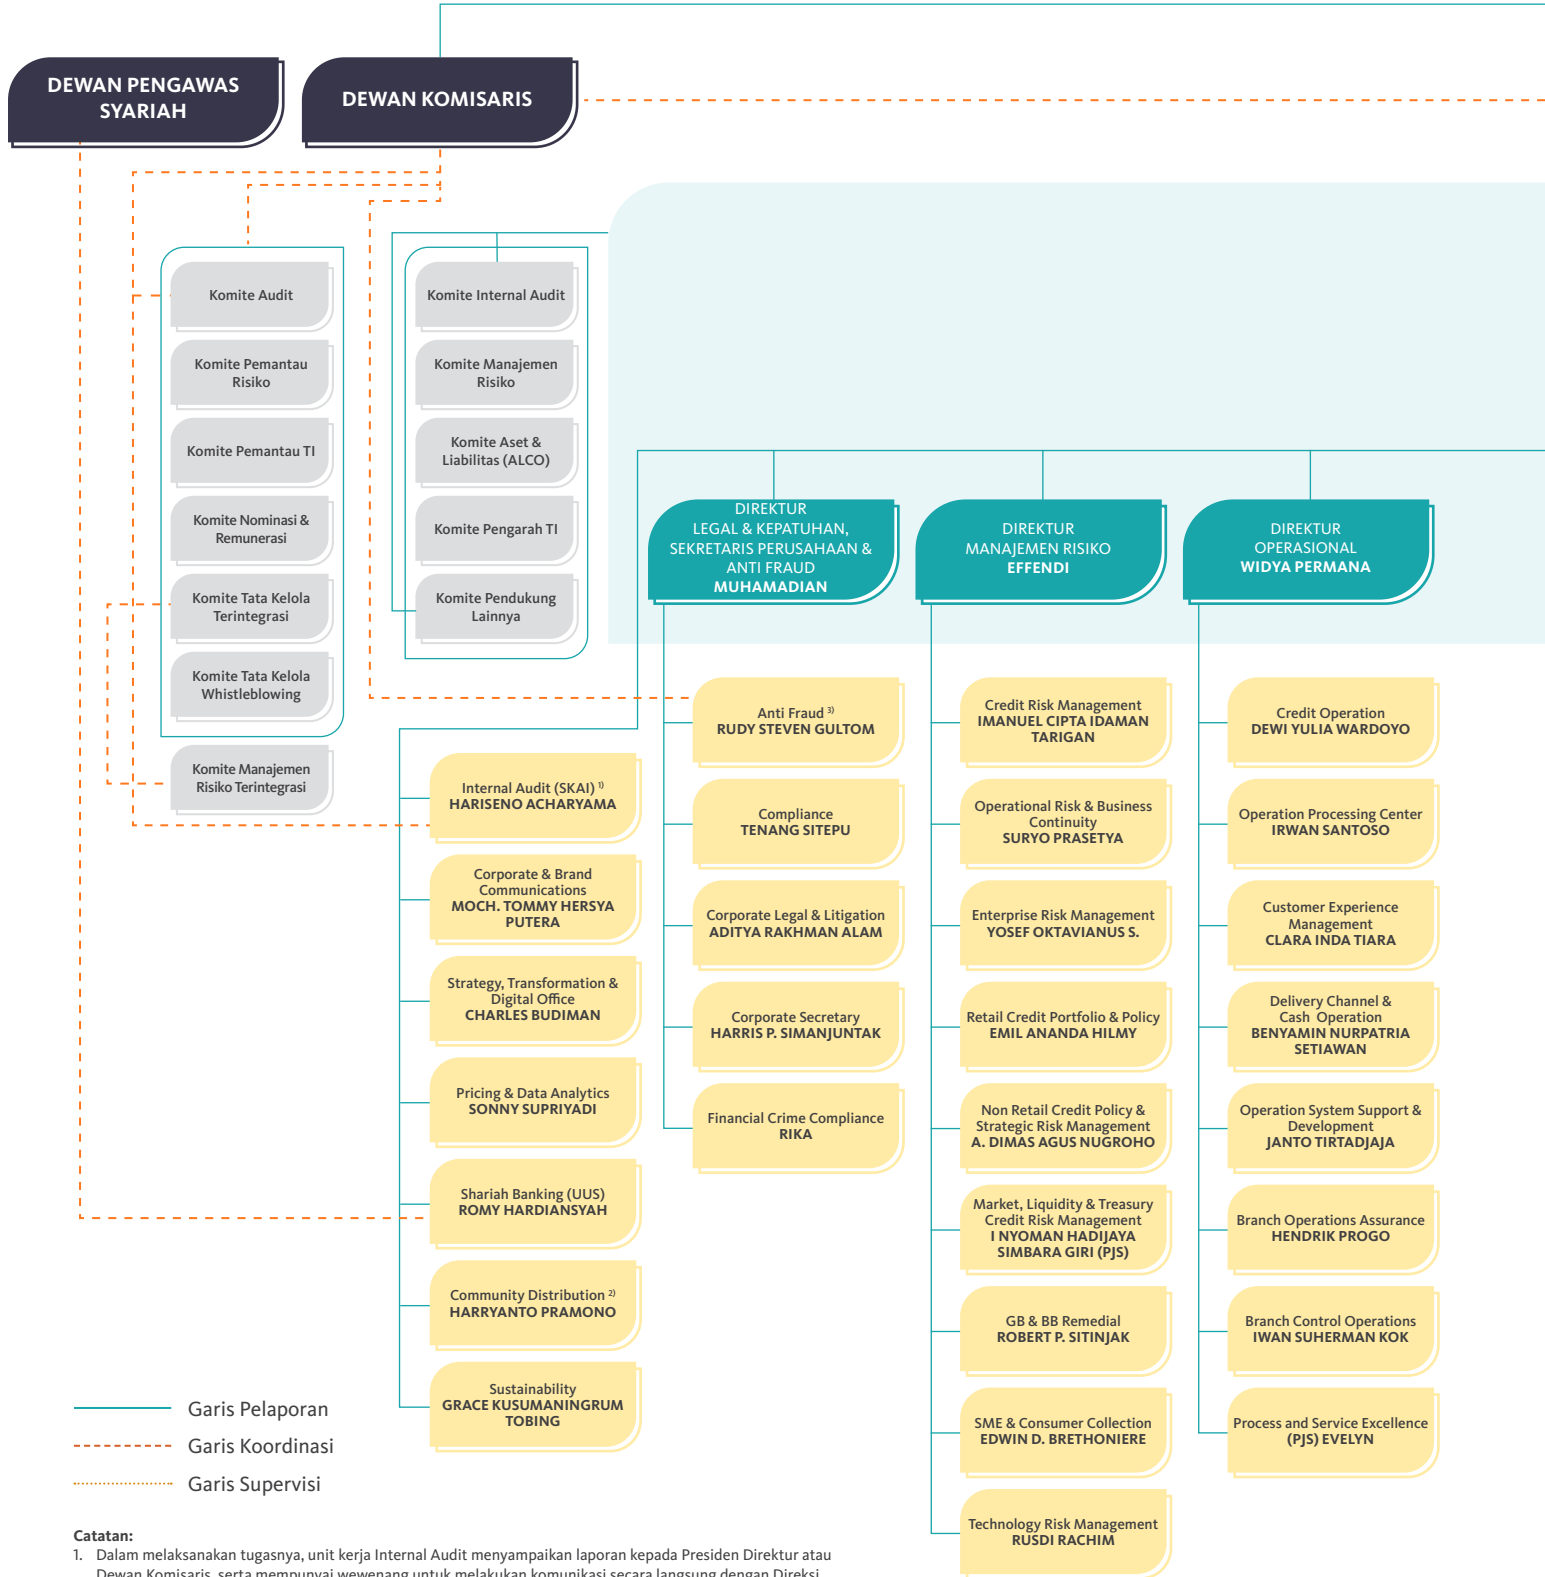 DEWAN PENGAWAS
SYARIAH
DEWAN KOMISARIS
Komite Audit
Komite Pemantau
Risiko
Komite Pemantau TI
Komite Nominasi &
Remunerasi
Komite Tata Kelola
Terintegrasi
Komite Tata Kelola
Whistleblowing
Komite Manajemen
Risiko Terintegrasi
Komite Internal Audit
Komite Manajemen
Risiko
Komite Aset &
Liabilitas (ALCO)
Komite Pengarah TI
Komite Pendukung
Lainnya
DIREKTUR
LEGAL & KEPATUHAN,
SEKRETARIS PERUSAHAAN &
ANTI FRAUD
MUHAMADIAN
DIREKTUR
MANAJEMEN RISIKO
EFFENDI
DIREKTUR
OPERASIONAL
WIDYA PERMANA
Internal Audit (SKAI) 1)
HARISENO ACHARYAMA
Corporate & Brand
Communications
MOCH. TOMMY HERSYA
PUTERA
Strategy, Transformation &
Digital Office
CHARLES BUDIMAN
Pricing & Data Analytics
SONNY SUPRIYADI
Shariah Banking (UUS)
ROMY HARDIANSYAH
Community Distribution 2)
HARRYANTO PRAMONO
Sustainability
GRACE KUSUMANINGRUM
TOBING
Anti Fraud 3)
RUDY STEVEN GULTOM
Compliance
TENANG SITEPU
Corporate Legal & Litigation
ADITYA RAKHMAN ALAM
Corporate Secretary
HARRIS P. SIMANJUNTAK
Financial Crime Compliance
RIKA
Credit Risk Management
IMANUEL CIPTA IDAMAN
TARIGAN
Operational Risk & Business
Continuity
SURYO PRASETYA
Enterprise Risk Management
YOSEF OKTAVIANUS S.
Retail Credit Portfolio & Policy
EMIL ANANDA HILMY
Non Retail Credit Policy &
Strategic Risk Management
A. DIMAS AGUS NUGROHO
Market, Liquidity & Treasury
Credit Risk Management
I NYOMAN HADIJAYA
SIMBARA GIRI (PJS)
GB & BB Remedial
ROBERT P. SITINJAK
SME & Consumer Collection
EDWIN D. BRETHONIERE
Technology Risk Management
RUSDI RACHIM
Credit Operation
DEWI YULIA WARDOYO
Operation Processing Center
IRWAN SANTOSO
Customer Experience
Management
CLARA INDA TIARA
Delivery Channel &
Cash Operation
BENYAMIN NURPATRIA
SETIAWAN
Operation System Support &
Development
JANTO TIRTADJAJA
Branch Operations Assurance
HENDRIK PROGO
Branch Control Operations
IWAN SUHERMAN KOK
Process and Service Excellence
(PJS) EVELYN
Garis Pelaporan
Garis Koordinasi
Garis Supervisi
Catatan:
1. Dalam melaksanakan tugasnya, unit kerja Internal Audit menyampaikan laporan kepada Presiden Direktur atau
Dewan Komisaris, serta mempunyai wewenang untuk melakukan komunikasi secara langsung dengan Direksi,